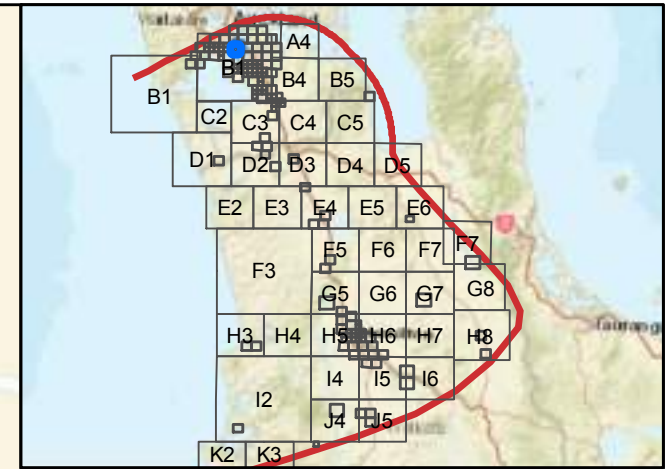 A4
B1
B1 B4 B5
C2 C3 C4 C5
D1 D2 D3 D4 D5
E2 E3 E4 E5 E6
F3 F5 F6 F7 F7
G5 G6 G7 G8
H3 H4 H5 H6 H7 H8
I2 I4 I5 I6
J4 J5
K2 K3